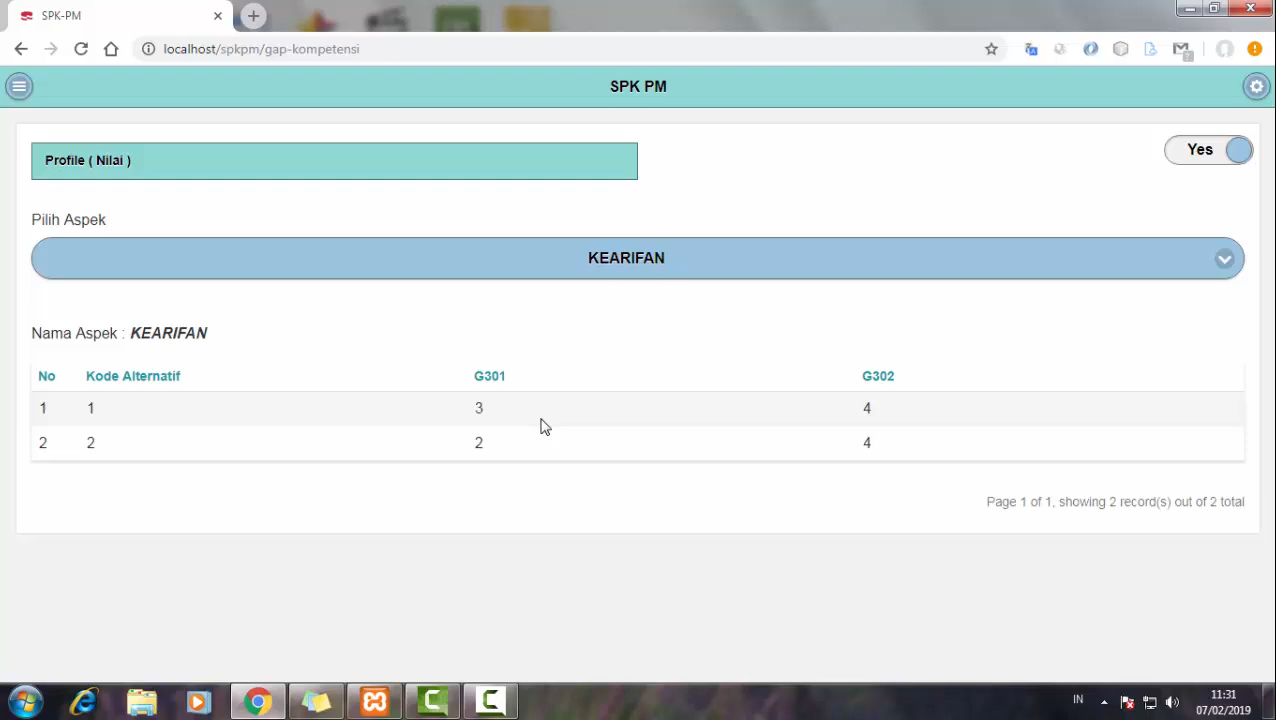 SPK-PM
localhost/spkpm/gap-kompetensi
SPK PM
Profile ( Nilai )
Yes
Pilih Aspek
KEARIFAN
Nama Aspek : KEARIFAN
No Kode Alternatif G301 G302
1 1 3 4
2 2 2 4
Page 1 of 1, showing 2 record(s) out of 2 total
IN
11:31
07/02/2019